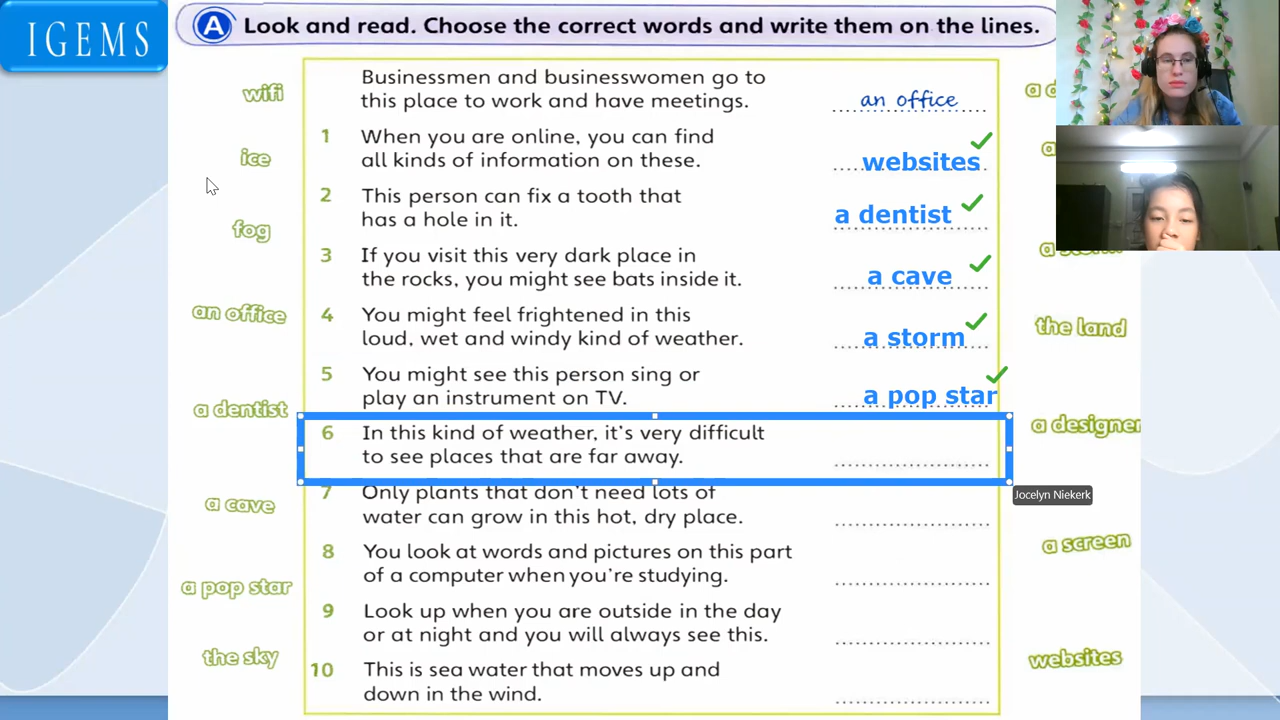 IGEMS
A Look and read. Choose the correct words and write them on the lines.
wifi
ice
fog
an office
a dentist
a cave
a pop star
the sky
Businessmen and businesswomen go to
this place to work and have meetings. an office
1 When you are online, you can find
all kinds of information on these. websites
2 This person can fix a tooth that
has a hole in it. a dentist
3 If you visit this very dark place in
the rocks, you might see bats inside it. a cave
4 You might feel frightened in this
loud, wet and windy kind of weather. a storm
5 You might see this person sing or
play an instrument on TV. a pop star
6 In this kind of weather, it's very difficult
to see places that are far away.
7 Only plants that don't need lots of
water can grow in this hot, dry place.
8 You look at words and pictures on this part
of a computer when you're studying.
9 Look up when you are outside in the day
or at night and you will always see this.
10 This is sea water that moves up and
down in the wind.
a
a
a storm
the land
a designer
Jocelyn Niekerk
a screen
websites